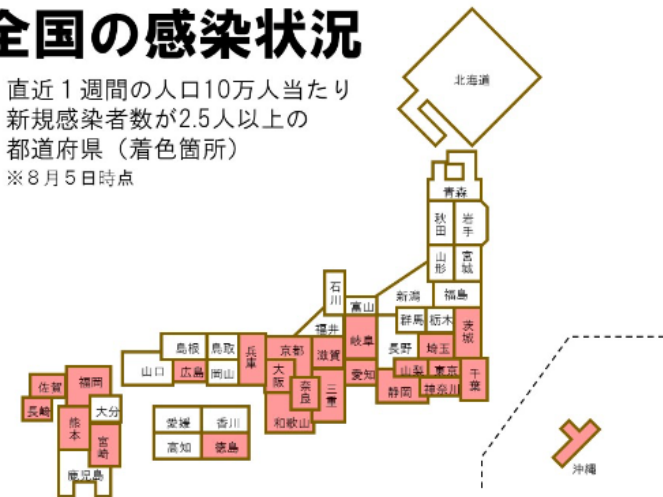 全国の感染状況
直近1週間の人口10万人当たり
新規感染者数が2.5人以上の
都道府県（着色箇所）
※8月5日時点
北海道
青森
秋田
岩手
山形
宮城
石川
富山
新潟
福島
福井
群馬
栃木
茨城
島根
鳥取
兵庫
京都
滋賀
岐阜
長野
埼玉
山口
広島
岡山
大阪
奈良
三重
愛知
山梨
東京
千葉
静岡
神奈川
佐賀
福岡
長崎
大分
熊本
宮崎
鹿児島
愛媛
香川
高知
徳島
和歌山
沖縄